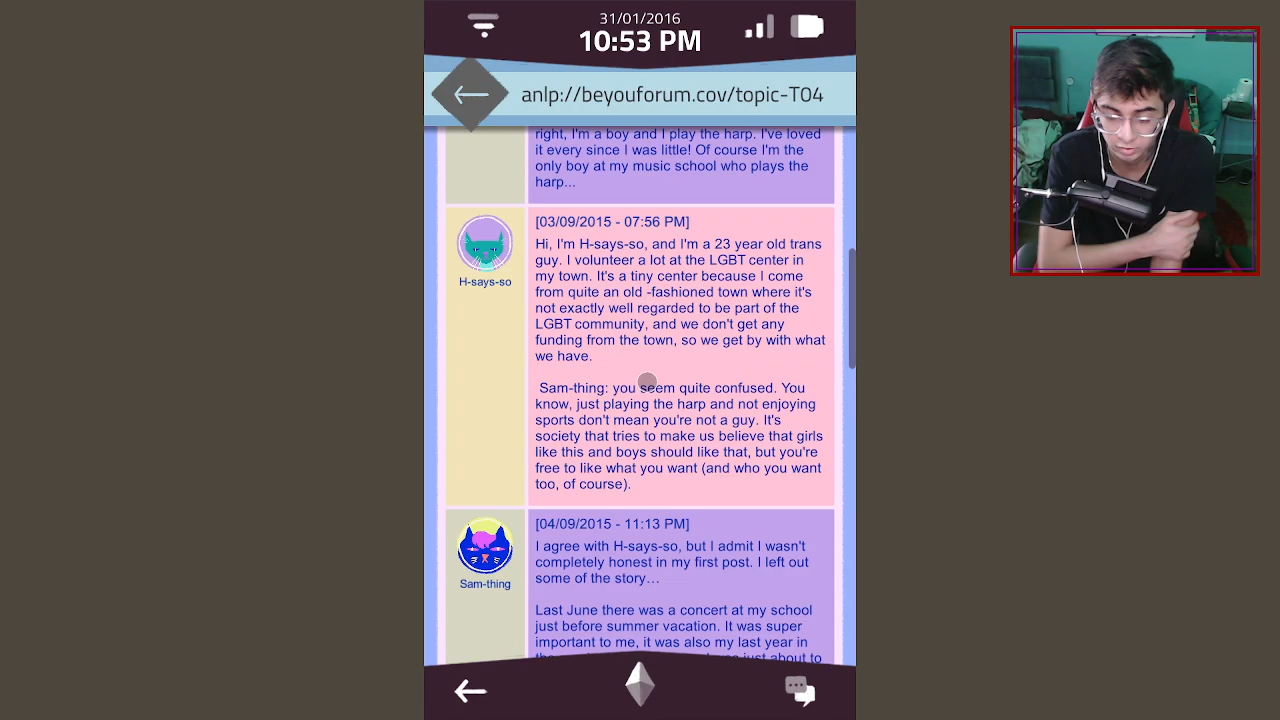 31/01/2016
10:53 PM
anlp://beyouforum.cov/topic-T04
right, I'm a boy and I play the harp. I've loved
it every since I was little! Of course I'm the
only boy at my music school who plays the
harp...
[03/09/2015 - 07:56 PM]
Hi, I'm H-says-so, and I'm a 23 year old trans
guy. I volunteer a lot at the LGBT center in
my town. It's a tiny center because I come
from quite an old -fashioned town where it's
not exactly well regarded to be part of the
LGBT community, and we don't get any
funding from the town, so we get by with what
we have.
H-says-so
Sam-thing: you seem quite confused. You
know, just playing the harp and not enjoying
sports don't mean you're not a guy. It's
society that tries to make us believe that girls
like this and boys should like that, but you're
free to like what you want (and who you want
too, of course).
[04/09/2015 - 11:13 PM]
I agree with H-says-so, but I admit I wasn't
completely honest in my first post. I left out
some of the story…
Sam-thing
Last June there was a concert at my school
just before summer vacation. It was super
important to me, it was also my last year in
just about to